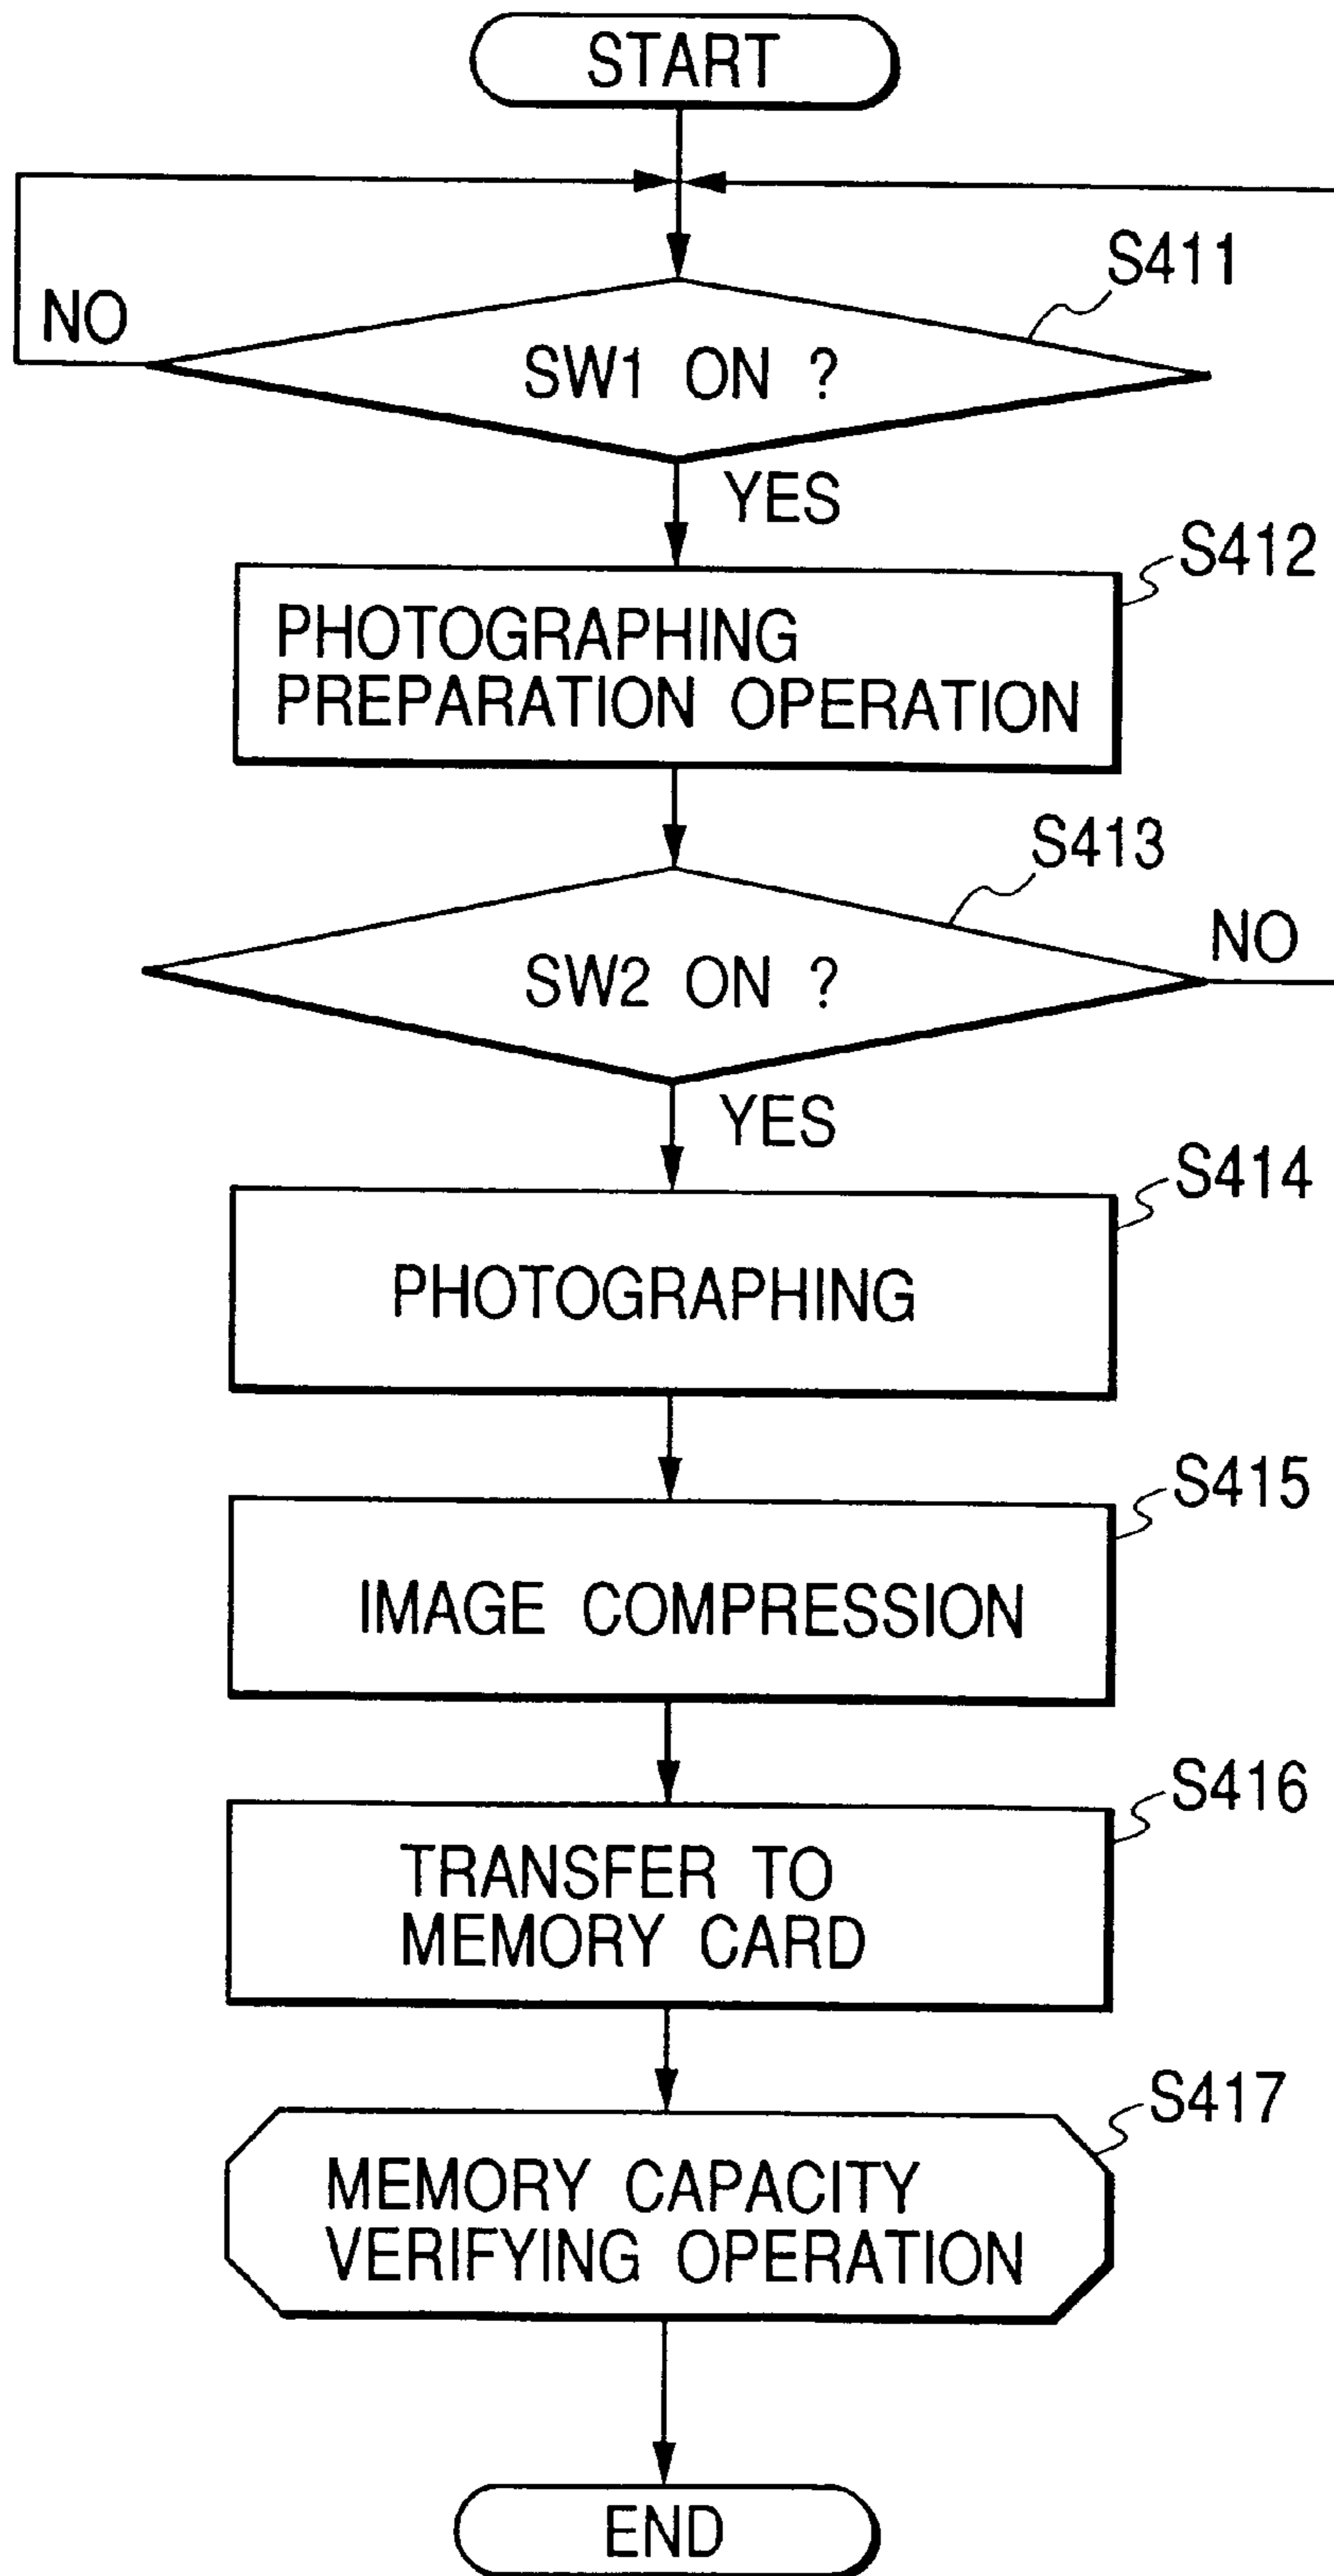 START
S411
NO
SW1 ON ?
YES
S412
PHOTOGRAPHING
PREPARATION OPERATION
S413
NO
SW2 ON ?
YES
S414
PHOTOGRAPHING
S415
IMAGE COMPRESSION
S416
TRANSFER TO
MEMORY CARD
S417
MEMORY CAPACITY
VERIFYING OPERATION
END